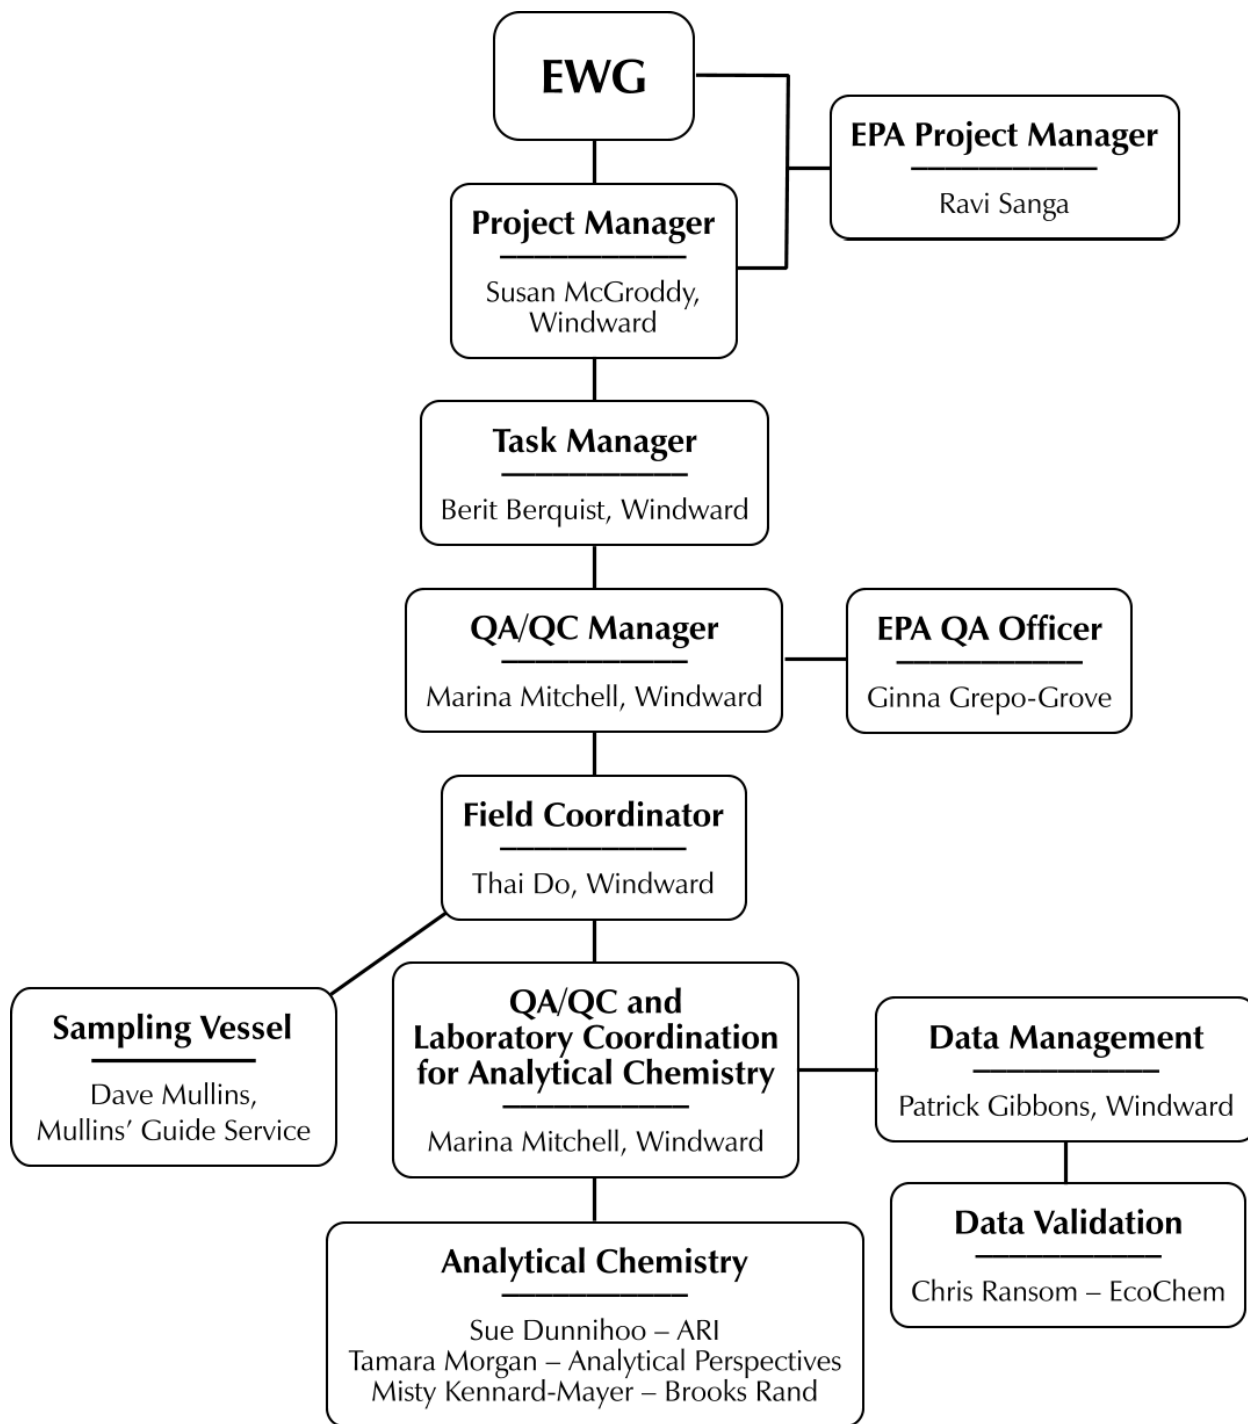 EWG
EPA Project Manager
Ravi Sanga
Project Manager
Susan McGroddy,
Windward
Task Manager
Berit Berquist, Windward
QA/QC Manager
Marina Mitchell, Windward
EPA QA Officer
Ginna Grepo-Grove
Field Coordinator
Thai Do, Windward
Sampling Vessel
Dave Mullins,
Mullins’ Guide Service
QA/QC and
Laboratory Coordination
for Analytical Chemistry
Marina Mitchell, Windward
Data Management
Patrick Gibbons, Windward
Data Validation
Chris Ransom – EcoChem
Analytical Chemistry
Sue Dunnihoo – ARI
Tamara Morgan – Analytical Perspectives
Misty Kennard-Mayer – Brooks Rand